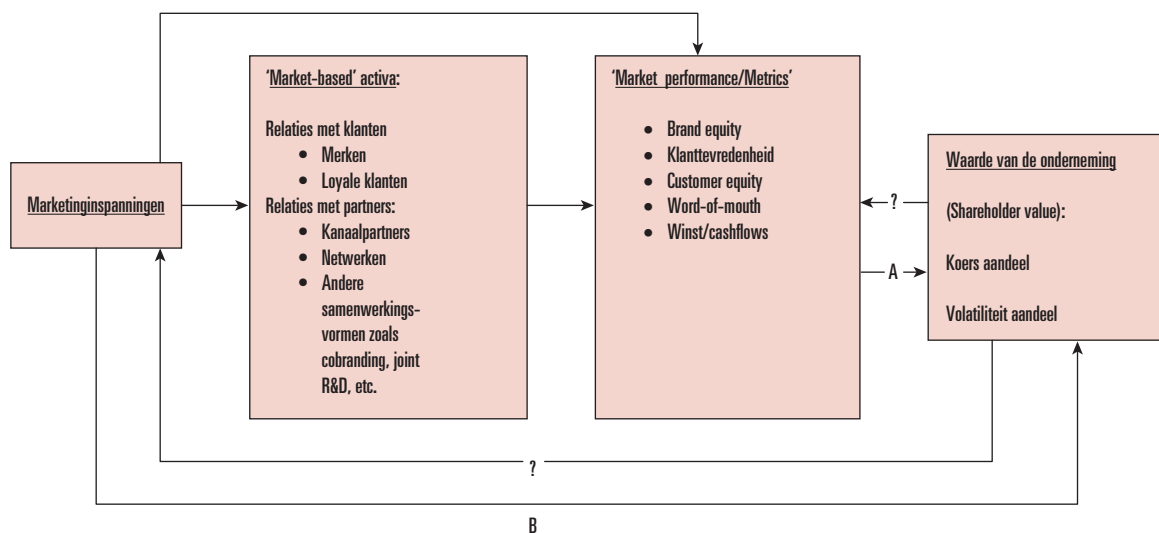 Marketinginspanningen
'Market-based' activa:
Relaties met klanten
• Merken
• Loyale klanten
Relaties met partners:
• Kanaalpartners
• Netwerken
• Andere
samenwerkings-
vormen zoals
cobranding, joint
R&D, etc.
'Market performance/Metrics'
• Brand equity
• Klanttevredenheid
• Customer equity
• Word-of-mouth
• Winst/cashflows
?
A
Waarde van de onderneming
(Shareholder value):
Koers aandeel
Volatiliteit aandeel
?
B